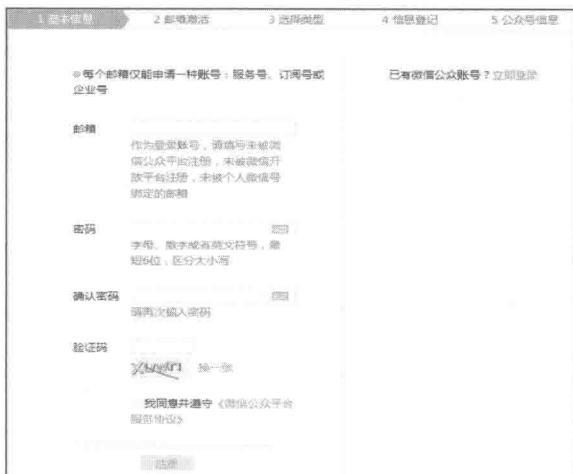 1 基本信息 2 邮箱激活 3 选择类型 4 信息登记 5 公众号信息
每个邮箱仅能申请一种账号：服务号、订阅号或
企业号
已有微信公众账号？立即登录
邮箱
作为登录账号，请填写未被微
信公众平台注册，未被微信开
放平台注册，未被个人微信号
绑定的邮箱
密码
字母、数字或者英文符号，最
短6位，区分大小写
确认密码
请再次输入密码
验证码
换一张
我同意并遵守《微信公众平台
服务协议》
注册